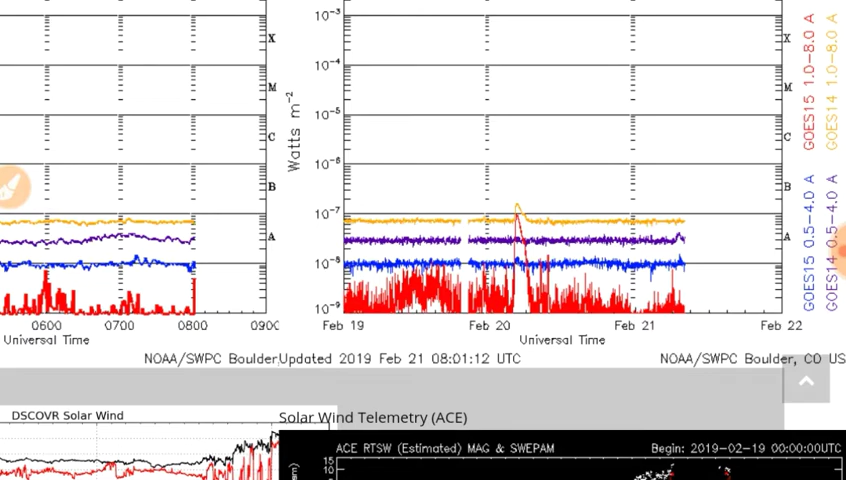 X
M
C
B
A
0600 0700 0800 0900
Universal Time
NOAA/SWPC Boulder
Watts m-2
10-3
10-4
10-5
10-6
10-7
10-8
10-9
X
M
C
B
A
Feb 19 Feb 20 Feb 21 Feb 22
Universal Time
Updated 2019 Feb 21 08:01:12 UTC
NOAA/SWPC Boulder, CO US
GOES15 1.0-8.0 A
GOES14 1.0-8.0 A
GOES15 0.5-4.0 A
GOES14 0.5-4.0 A
DSCOVR Solar Wind
Solar Wind Telemetry (ACE)
ACE RTSW (Estimated) MAG & SWEPAM
Begin: 2019-02-19 00:00:00UTC
15
10